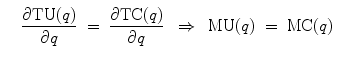 ∂TU(q)/∂q = ∂TC(q)/∂q ⇒ MU(q) = MC(q)